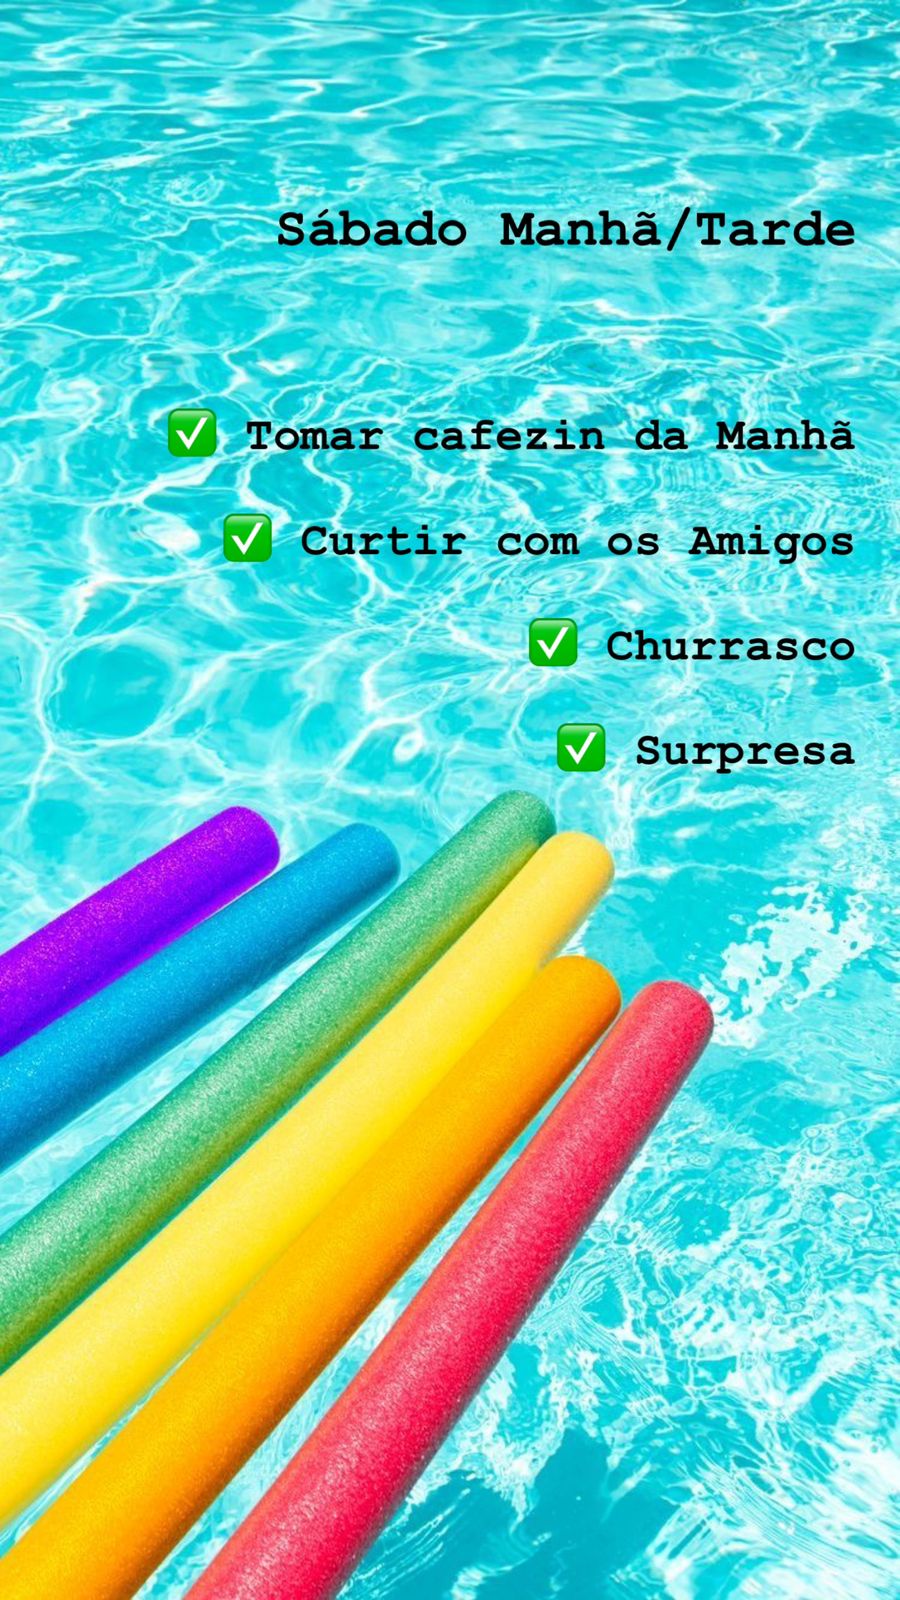 Sábado Manhã/Tarde
✅ Tomar cafezin da Manhã
✅ Curtir com os Amigos
✅ Churrasco
✅ Surpresa